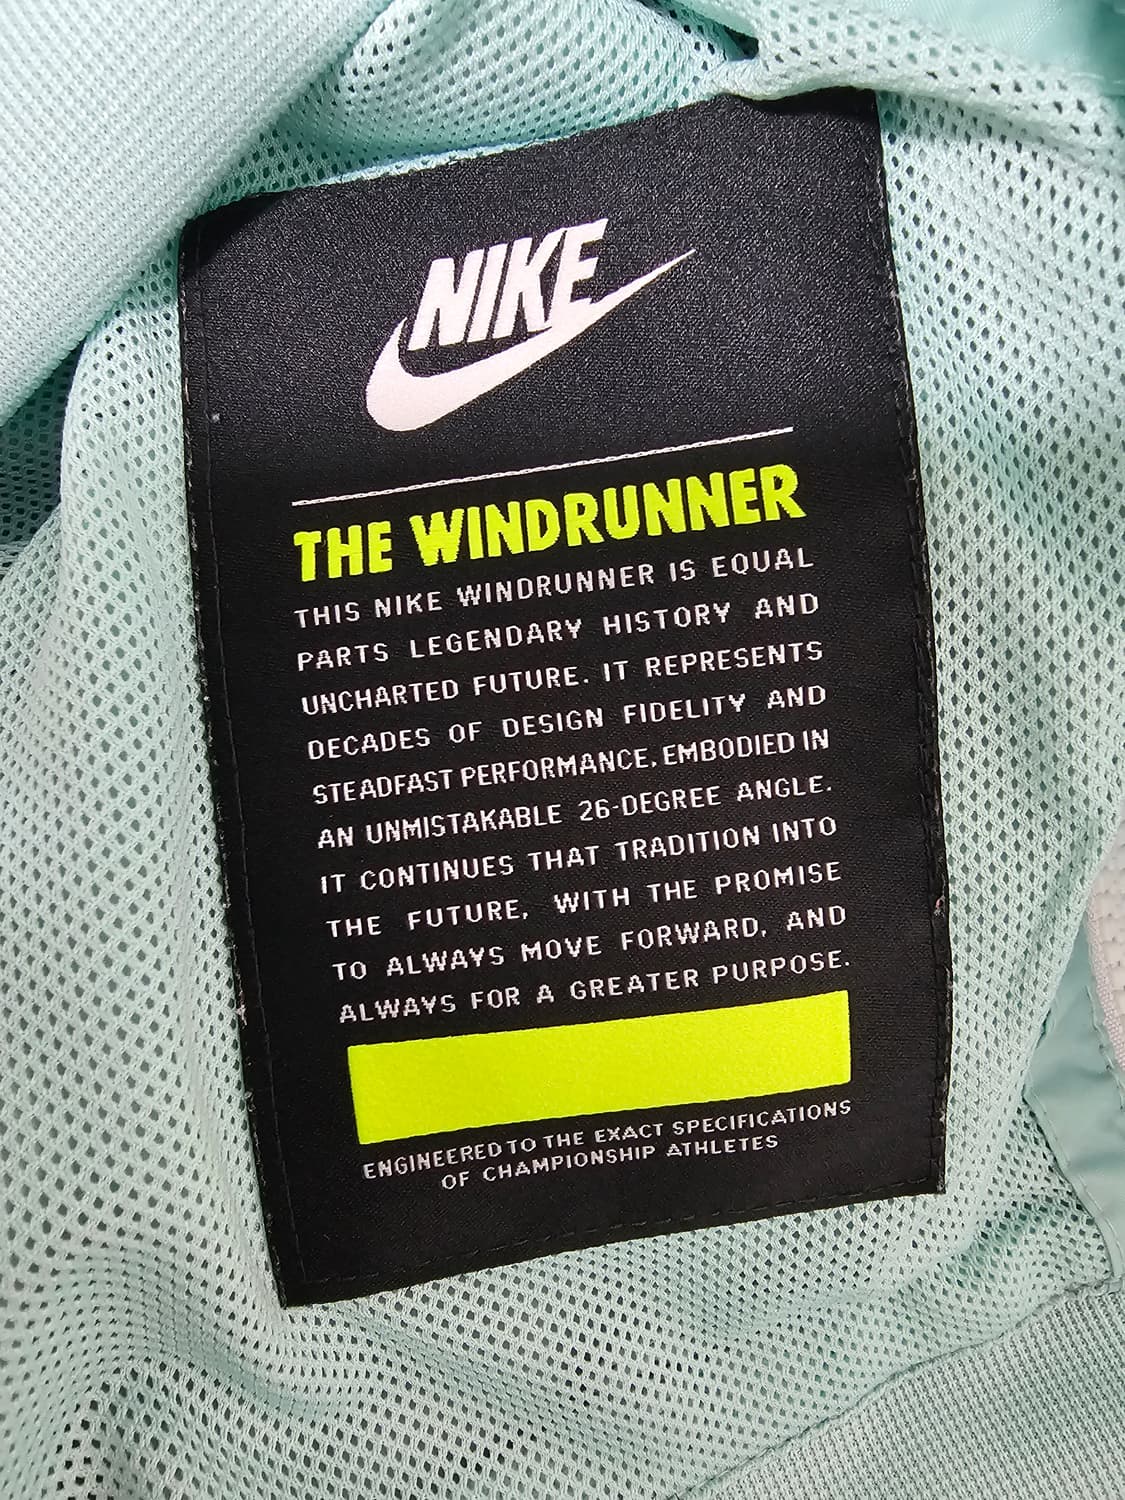 NIKE
THE WINDRUNNER
THIS NIKE WINDRUNNER IS EQUAL
PARTS LEGENDARY HISTORY AND
UNCHARTED FUTURE. IT REPRESENTS
DECADES OF DESIGN FIDELITY AND
STEADFAST PERFORMANCE, EMBODIED IN
AN UNMISTAKABLE 26-DEGREE ANGLE.
IT CONTINUES THAT TRADITION INTO
THE FUTURE, WITH THE PROMISE
TO ALWAYS MOVE FORWARD, AND
ALWAYS FOR A GREATER PURPOSE.
ENGINEERED TO THE EXACT SPECIFICATIONS
OF CHAMPIONSHIP ATHLETES